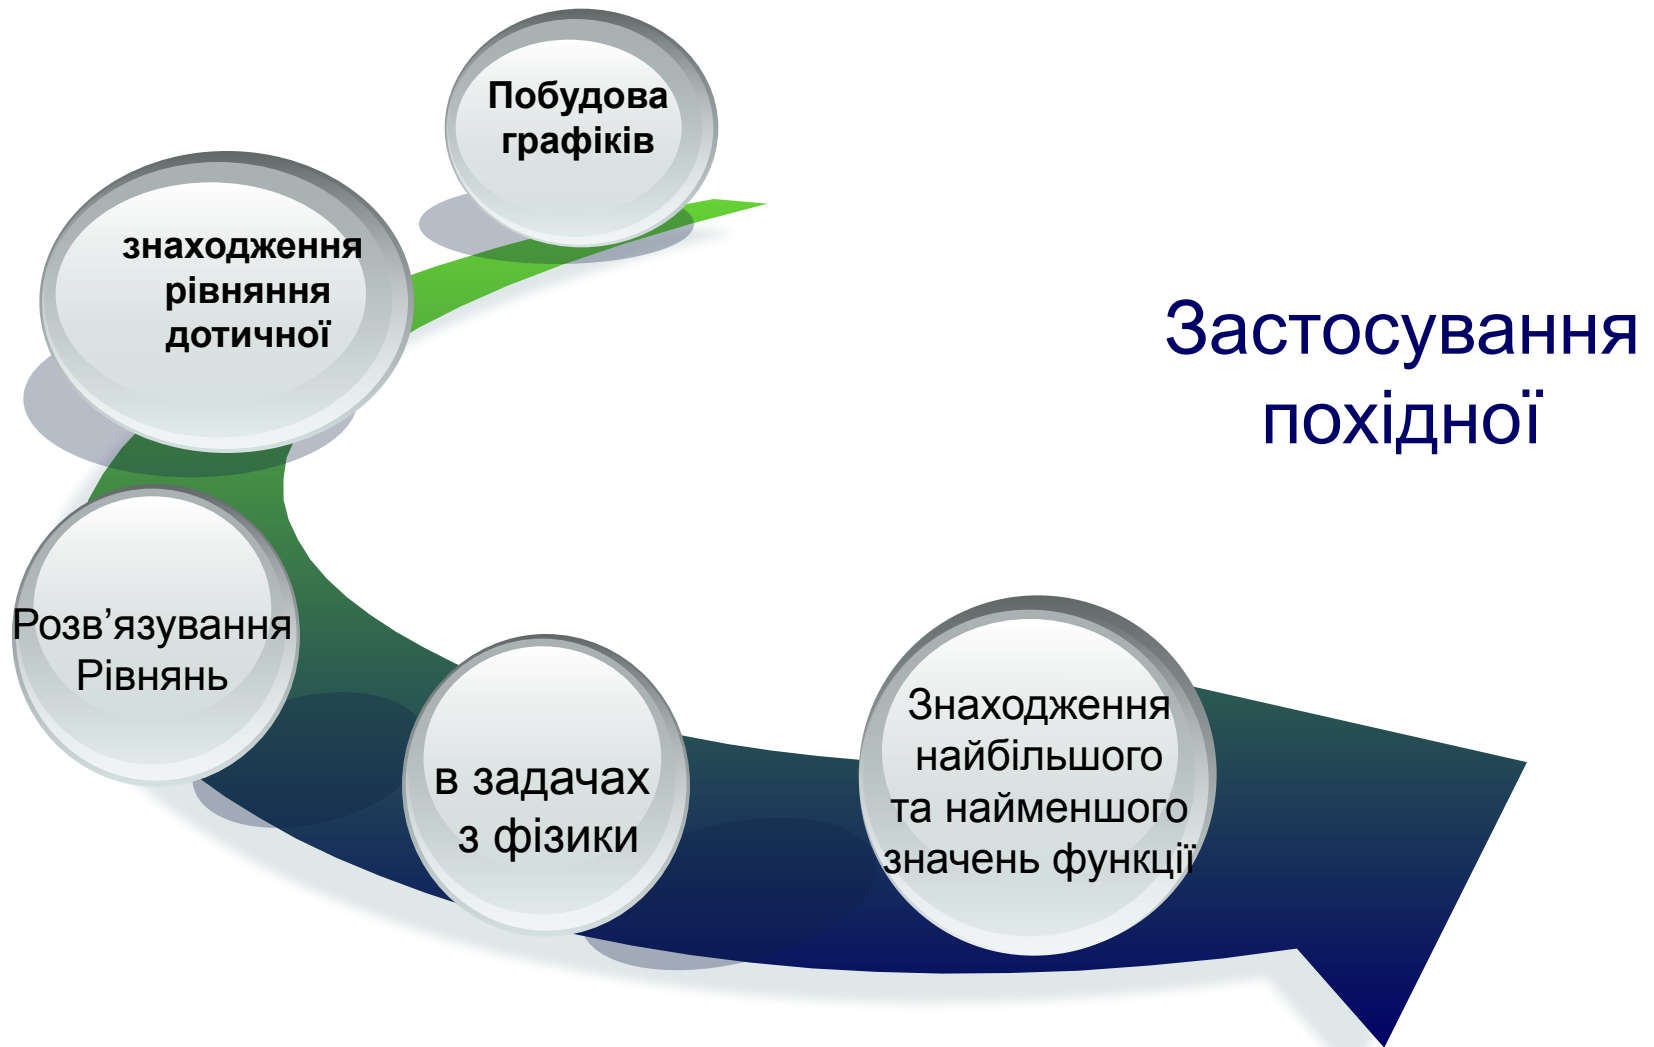 Побудова
графіків
знаходження
рівняння
дотичної
Застосування
похідної
Розв’язування
Рівнянь
в задачах
з фізики
Знаходження
найбільшого
та найменшого
значень функції